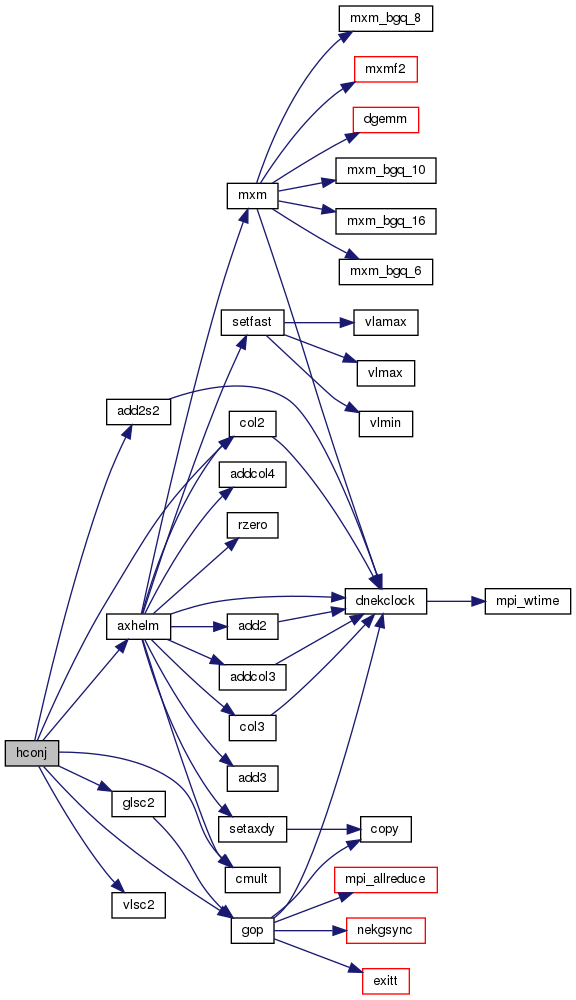 mxm_bgq_8
mxmf2
dgemm
mxm_bgq_10
mxm
mxm_bgq_16
mxm_bgq_6
setfast
vlamax
vlmax
add2s2
col2
vlmin
addcol4
rzero
dnekclock
mpi_wtime
axhelm
add2
addcol3
col3
hconj
add3
glsc2
setaxdy
copy
cmult
mpi_allreduce
vlsc2
gop
nekgsync
exitt